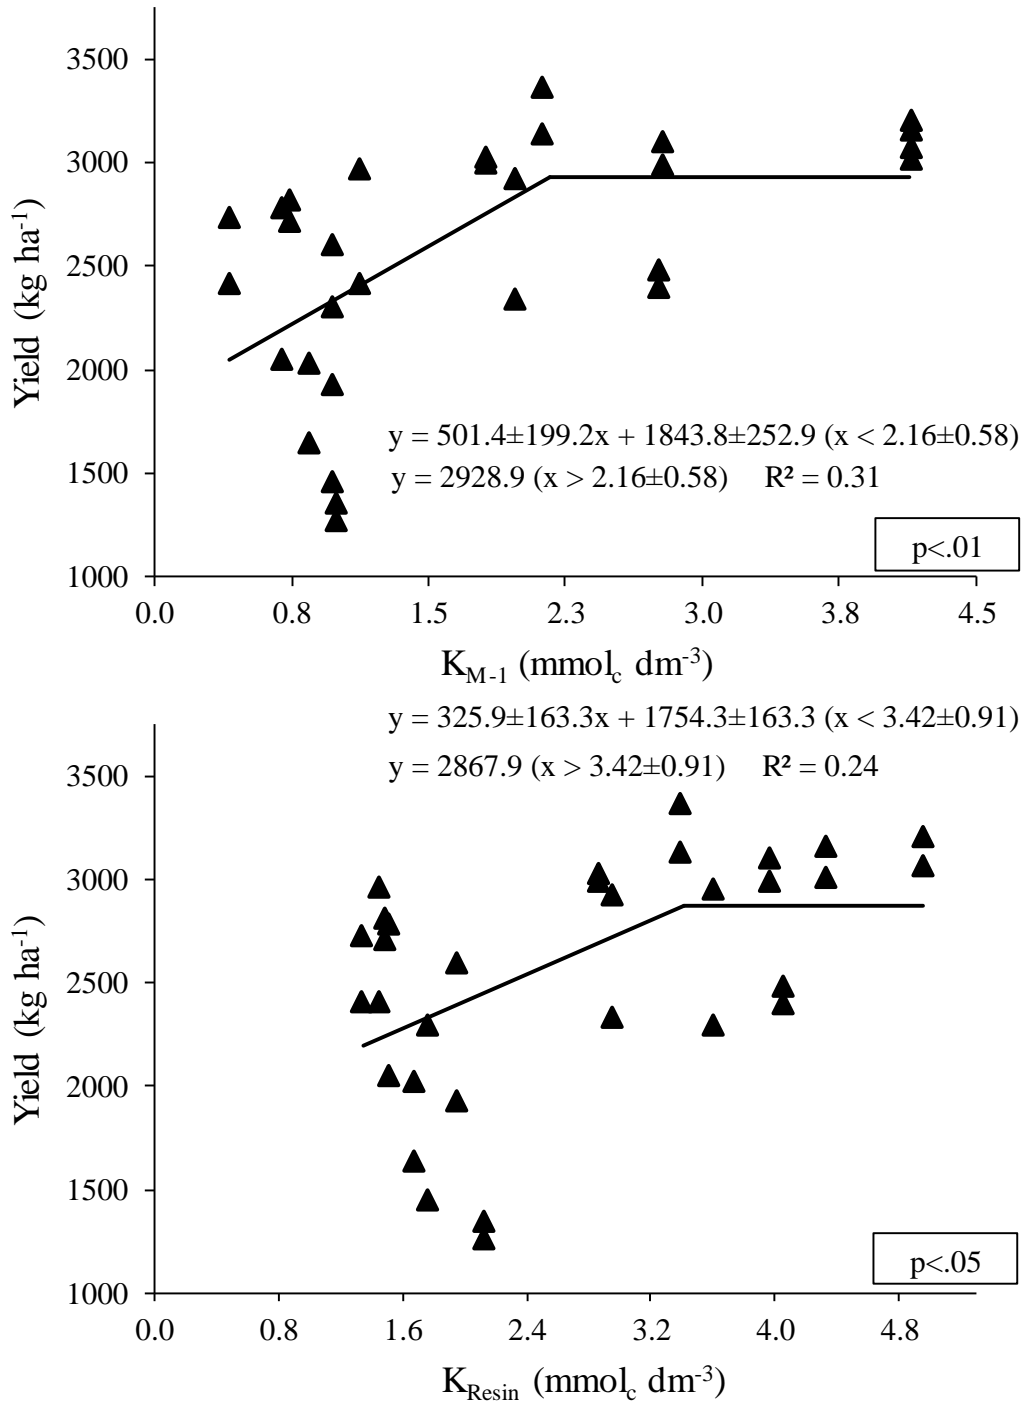 3500
3000
2500
2000
1500
1000
Yield (kg ha⁻¹)
y = 501.4±199.2x + 1843.8±252.9 (x < 2.16±0.58)
y = 2928.9 (x > 2.16±0.58) R² = 0.31
p<.01
0.0 0.8 1.5 2.3 3.0 3.8 4.5
K_M-1 (mmol_c dm⁻³)
y = 325.9±163.3x + 1754.3±163.3 (x < 3.42±0.91)
y = 2867.9 (x > 3.42±0.91) R² = 0.24
3500
3000
2500
2000
1500
1000
Yield (kg ha⁻¹)
p<.05
0.0 0.8 1.6 2.4 3.2 4.0 4.8
K_Resin (mmol_c dm⁻³)